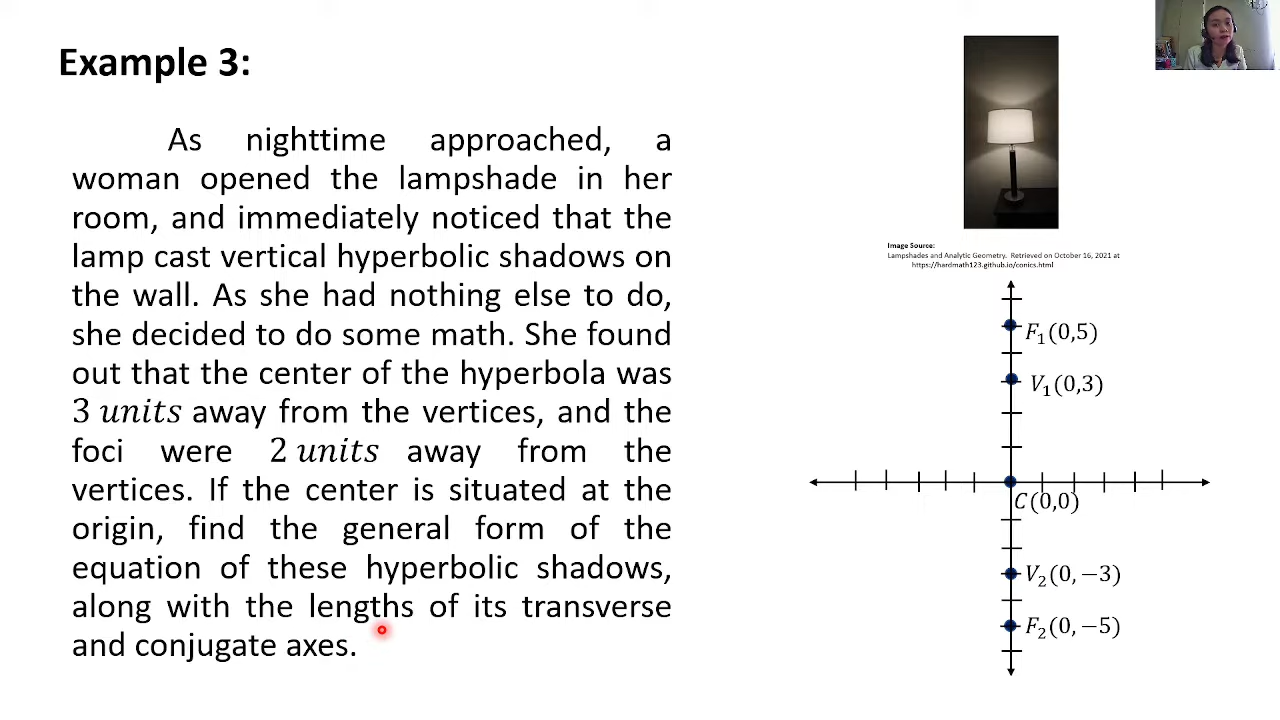 Example 3:
As nighttime approached, a
woman opened the lampshade in her
room, and immediately noticed that the
lamp cast vertical hyperbolic shadows on
the wall. As she had nothing else to do,
she decided to do some math. She found
out that the center of the hyperbola was
3 units away from the vertices, and the
foci were 2 units away from the
vertices. If the center is situated at the
origin, find the general form of the
equation of these hyperbolic shadows,
along with the lengths of its transverse
and conjugate axes.
Image Source:
Lampshades and Analytic Geometry. Retrieved on October 16, 2021 at
https://hardmath123.github.io/conics.html
F₁(0,5)
V₁(0,3)
C(0,0)
V₂(0, −3)
F₂(0, −5)